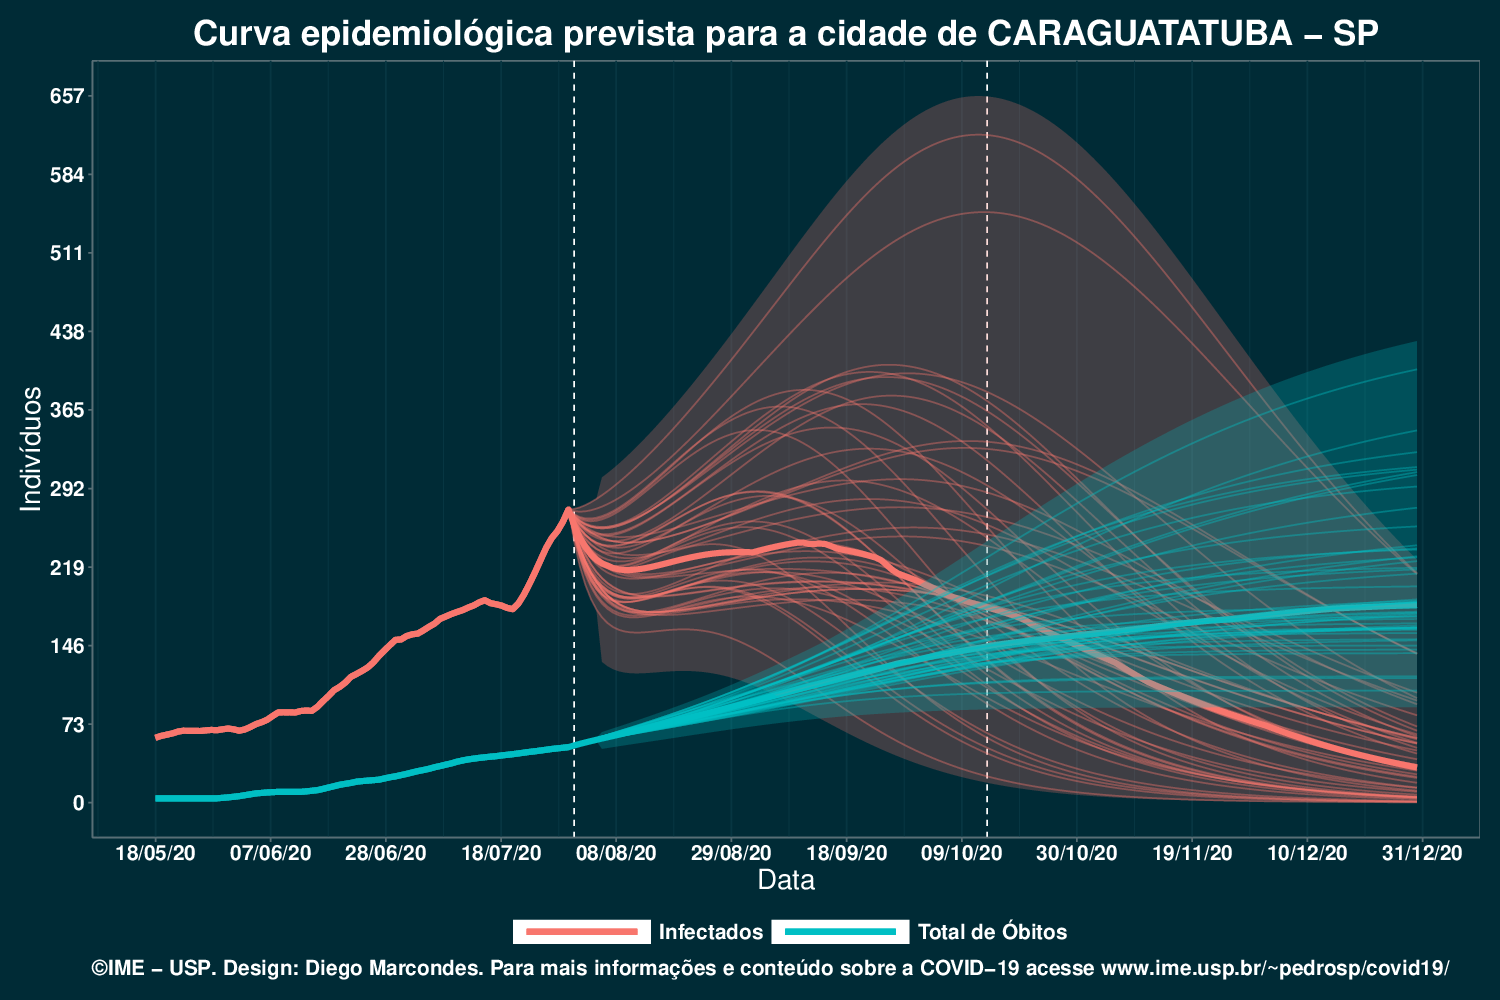 Curva epidemiológica prevista para a cidade de CARAGUATATUBA – SP
657
584
511
438
365
292
219
146
73
0
Indivíduos
18/05/20 07/06/20 28/06/20 18/07/20 08/08/20 29/08/20 18/09/20 09/10/20 30/10/20 19/11/20 10/12/20 31/12/20
Data
Infectados Total de Óbitos
©IME – USP. Design: Diego Marcondes. Para mais informações e conteúdo sobre a COVID–19 acesse www.ime.usp.br/~pedrosp/covid19/